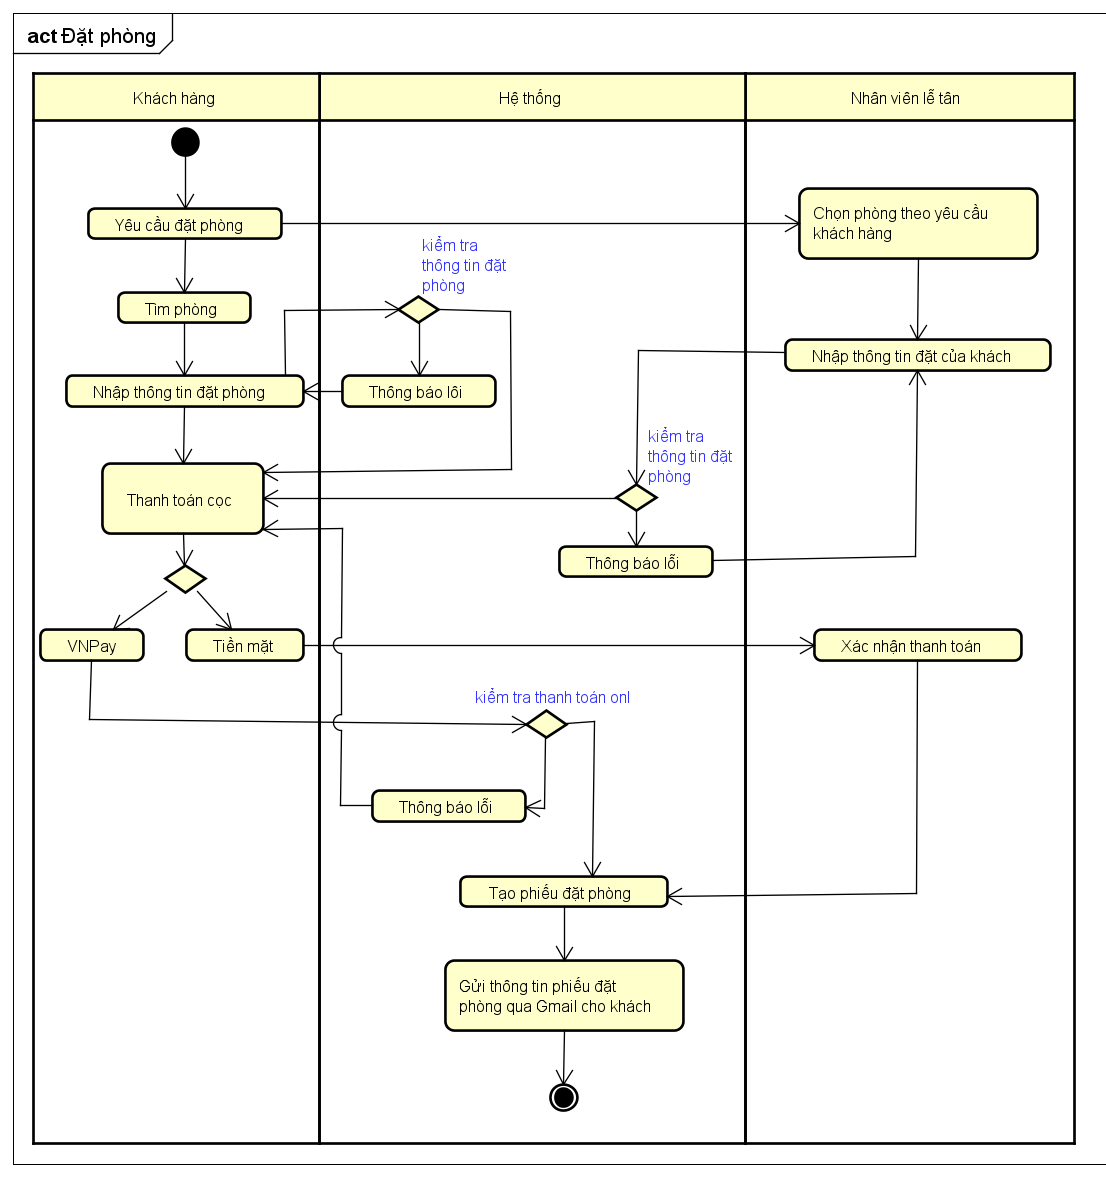 act Đặt phòng
Khách hàng
Hệ thống
Nhân viên lễ tân
Yêu cầu đặt phòng
Chọn phòng theo yêu cầu
khách hàng
kiểm tra
thông tin đặt
phòng
Tìm phòng
Nhập thông tin đặt của khách
Nhập thông tin đặt phòng
Thông báo lôi
kiểm tra
thông tin đặt
phòng
Thanh toán cọc
Thông báo lỗi
VNPay
Tiền mặt
Xác nhận thanh toán
kiểm tra thanh toán onl
Thông báo lỗi
Tạo phiếu đặt phòng
Gửi thông tin phiếu đặt
phòng qua Gmail cho khách